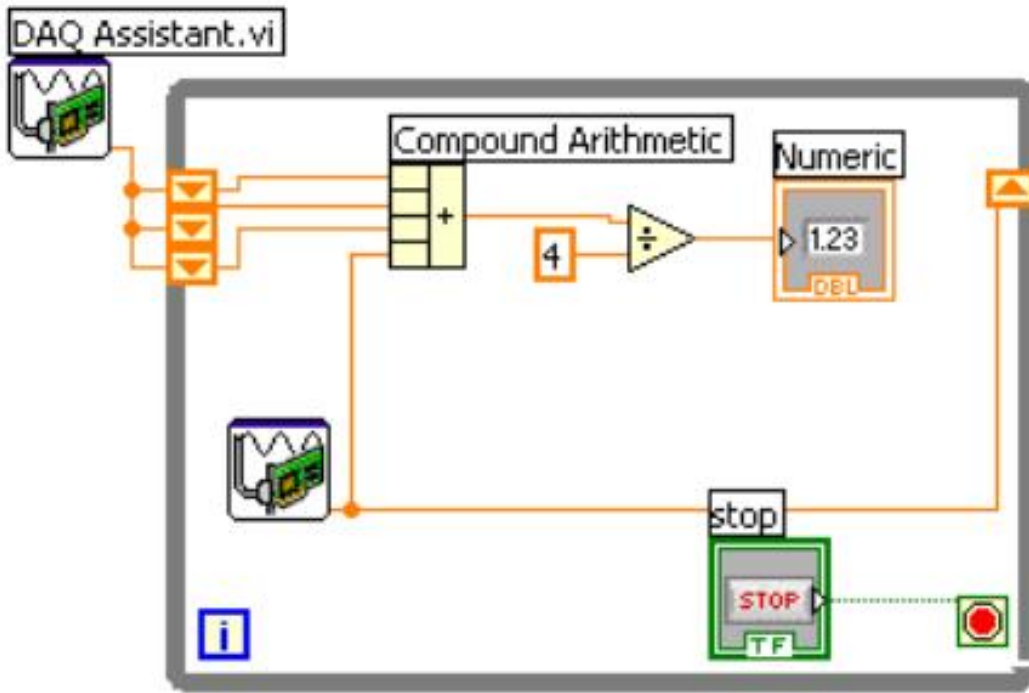 DAQ Assistant.vi
Compound Arithmetic
Numeric
+
÷
1.23
4
DBL
stop
STOP
TF
i